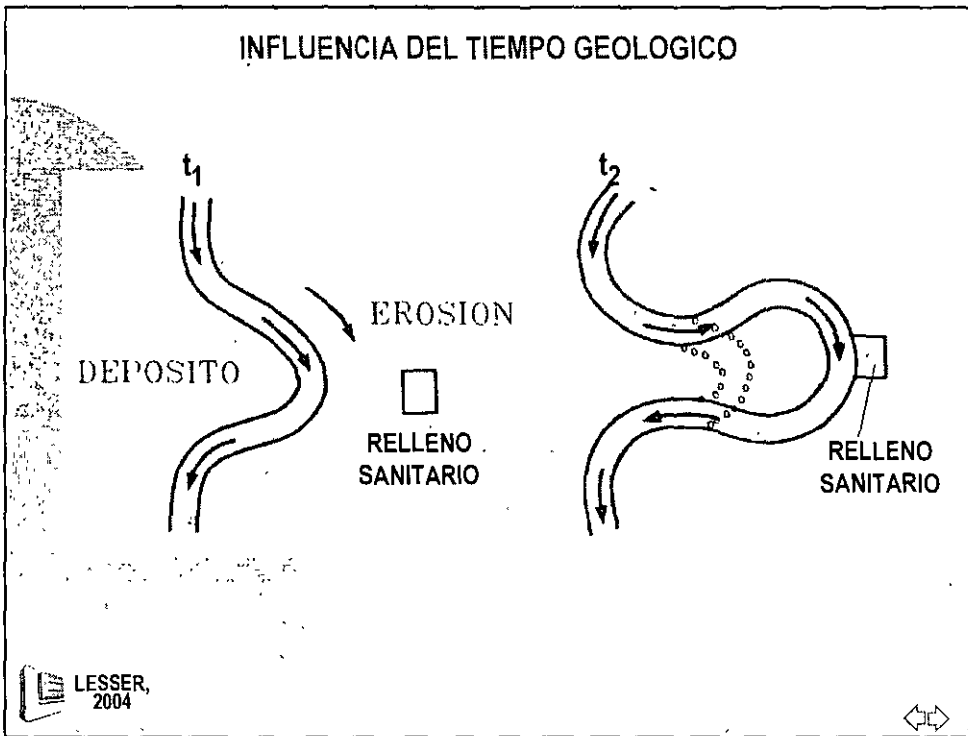 INFLUENCIA DEL TIEMPO GEOLOGICO
t₁
EROSION
DEPOSITO
RELLENO
SANITARIO
t₂
RELLENO
SANITARIO
LESSER,
2004